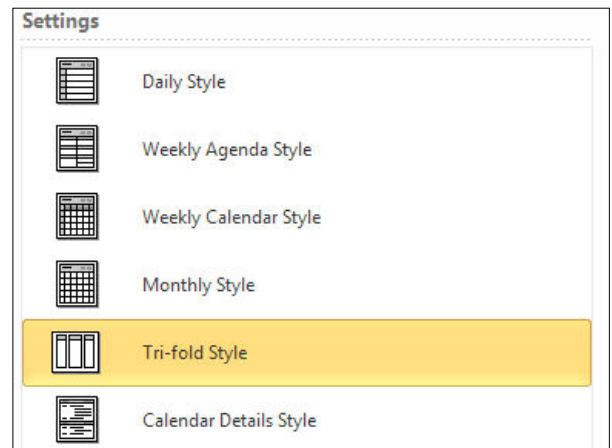 Settings
Daily Style
Weekly Agenda Style
Weekly Calendar Style
Monthly Style
Tri-fold Style
Calendar Details Style